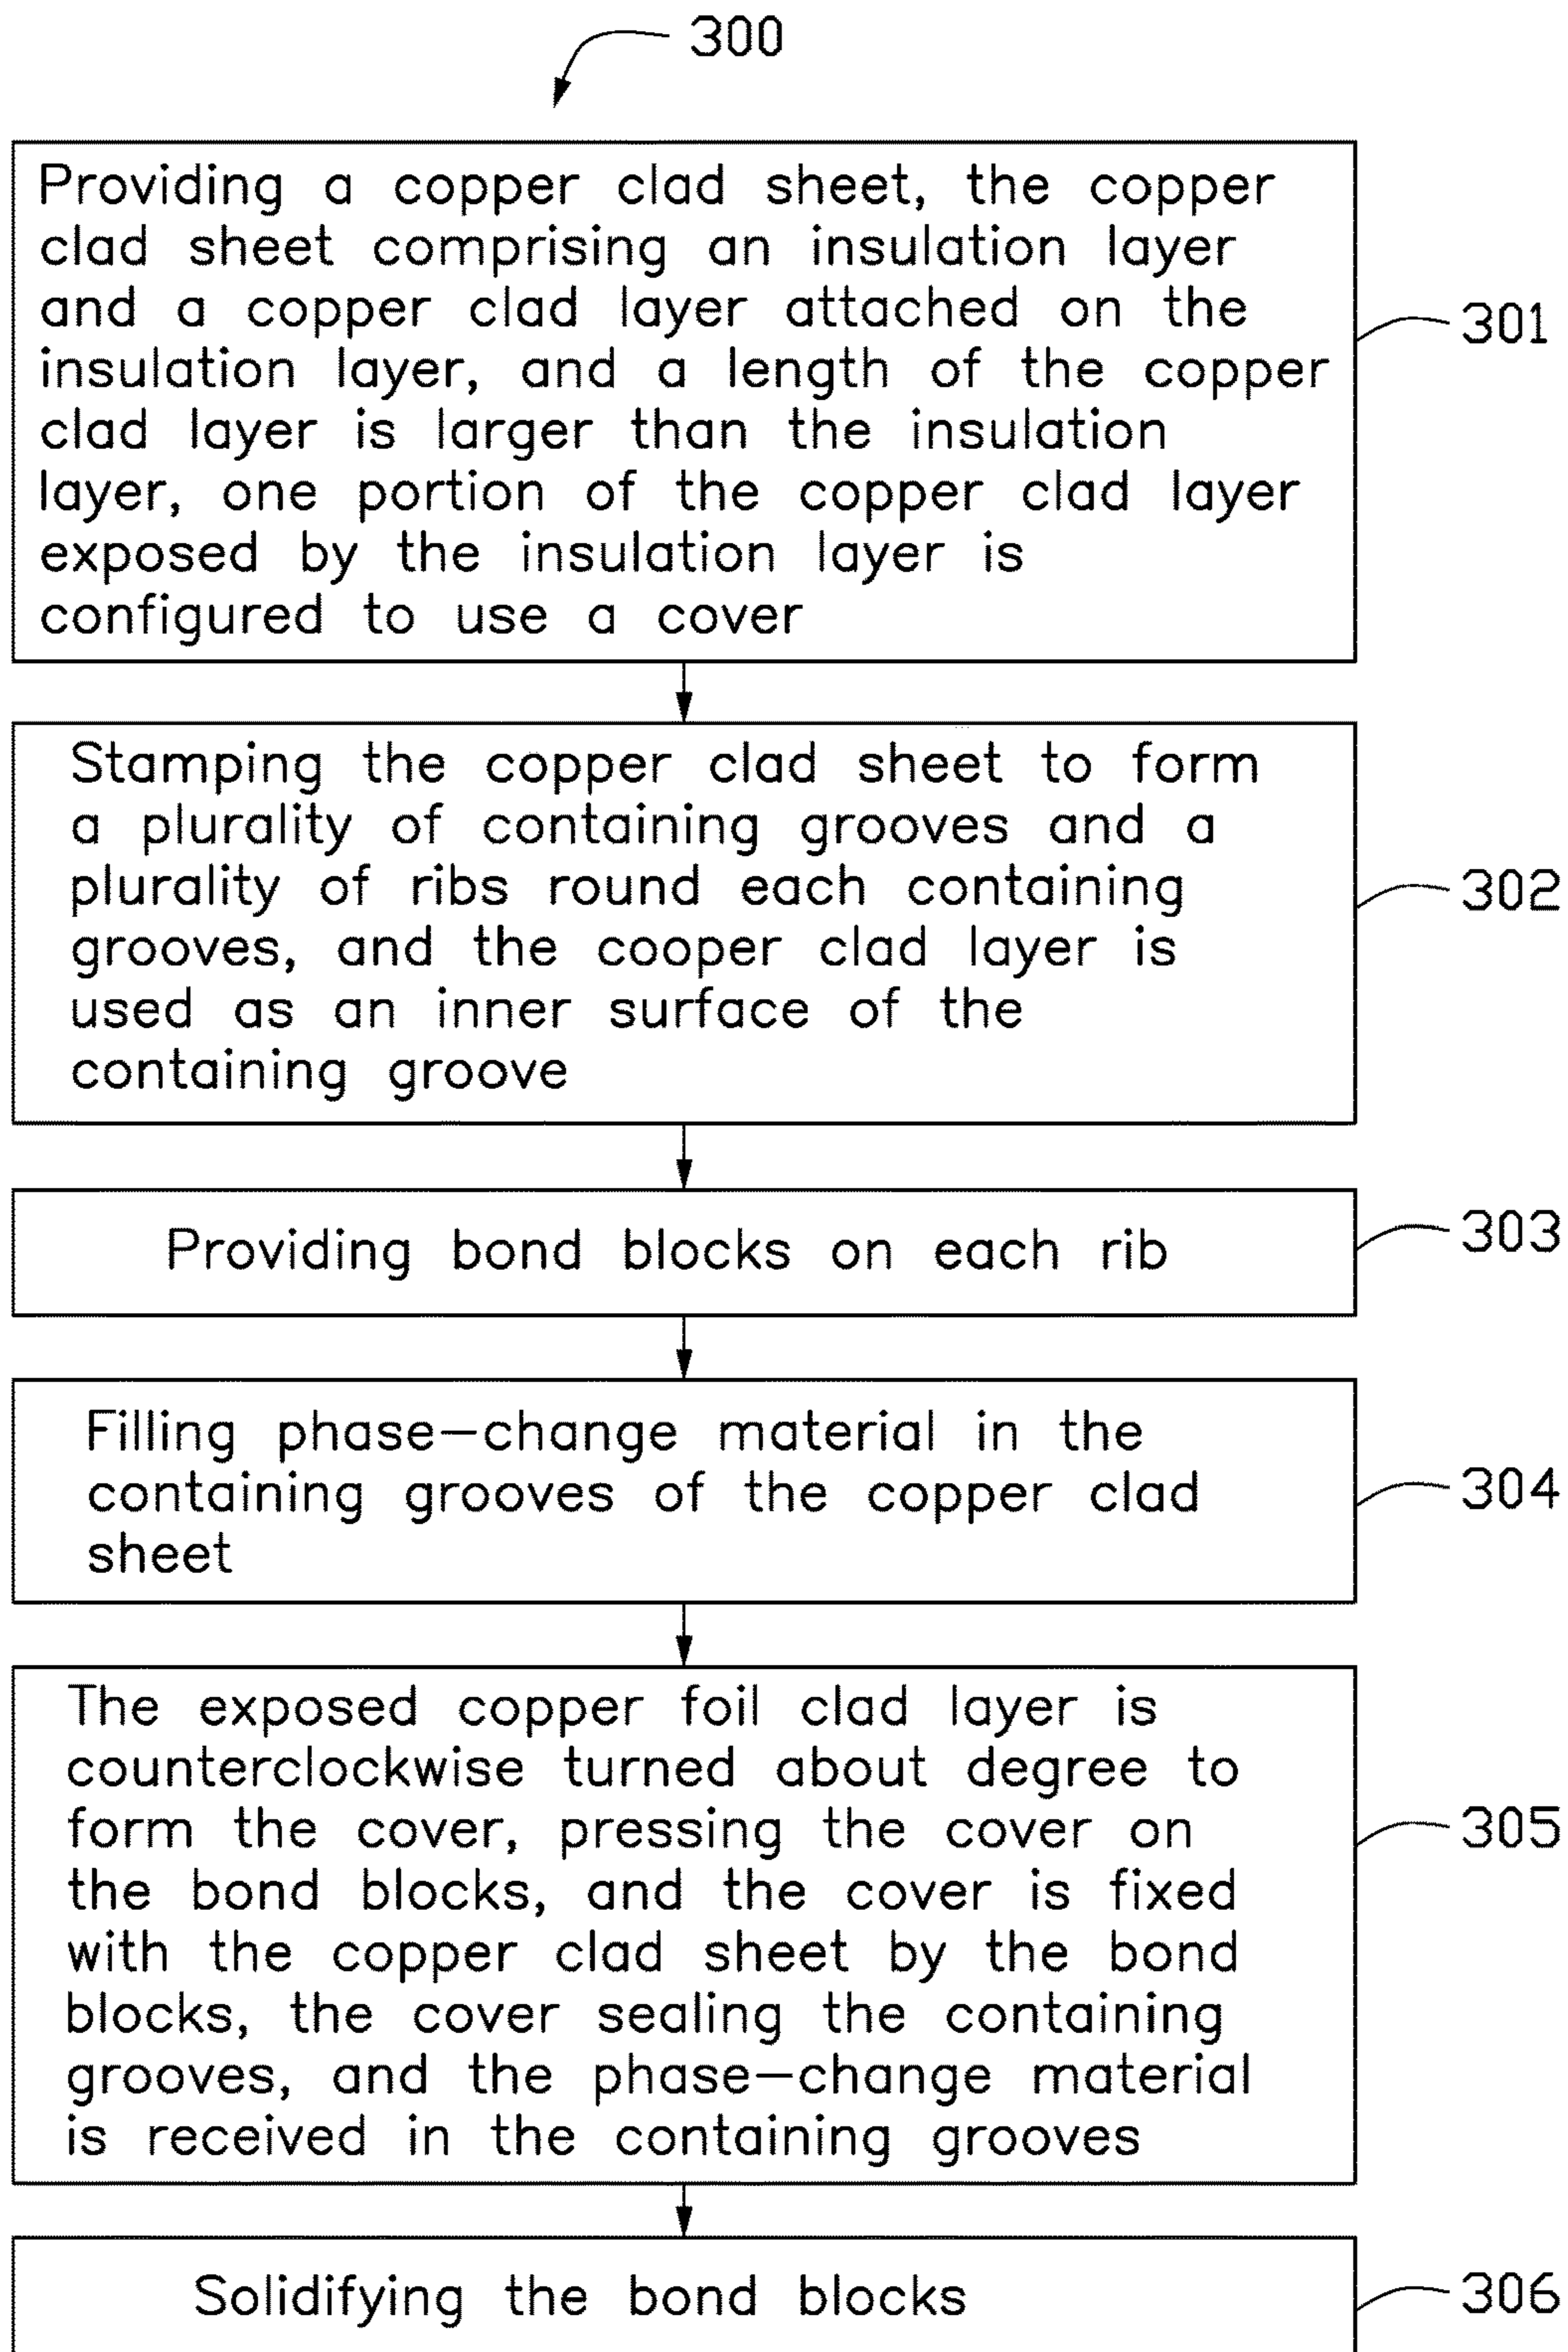 300
Providing a copper clad sheet, the copper
clad sheet comprising an insulation layer
and a copper clad layer attached on the
insulation layer, and a length of the copper
clad layer is larger than the insulation
layer, one portion of the copper clad layer
exposed by the insulation layer is
configured to use a cover
301
Stamping the copper clad sheet to form
a plurality of containing grooves and a
plurality of ribs round each containing
grooves, and the cooper clad layer is
used as an inner surface of the
containing groove
302
Providing bond blocks on each rib
303
Filling phase-change material in the
containing grooves of the copper clad
sheet
304
The exposed copper foil clad layer is
counterclockwise turned about degree to
form the cover, pressing the cover on
the bond blocks, and the cover is fixed
with the copper clad sheet by the bond
blocks, the cover sealing the containing
grooves, and the phase-change material
is received in the containing grooves
305
Solidifying the bond blocks
306